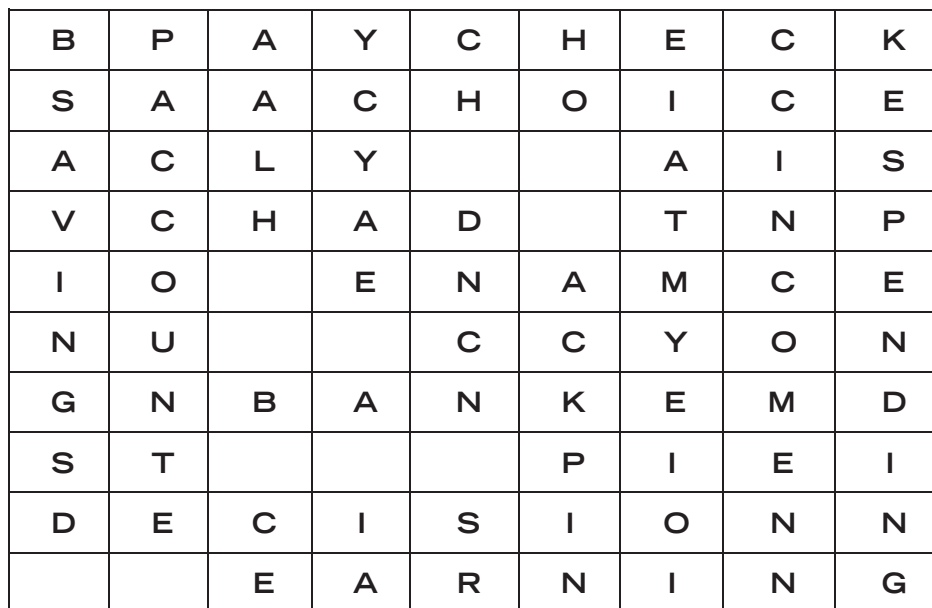 B P A Y C H E C K
S A A C H O I C E
A C L Y A I S
V C H A D T N P
I O E N A M C E
N U C C Y O N
G N B A N K E M D
S T P I E I
D E C I S I O N N
E A R N I N G